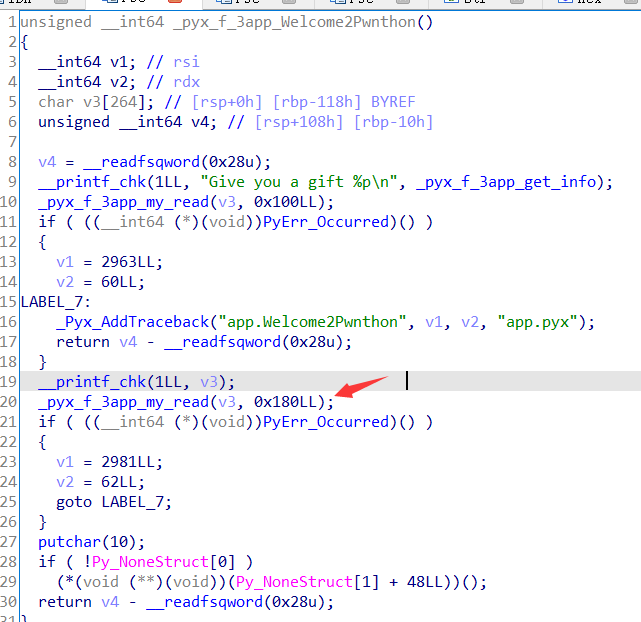 1 unsigned __int64 _pyx_f_3app_Welcome2Pwnthon()
2 {
3 __int64 v1; // rsi
4 __int64 v2; // rdx
5 char v3[264]; // [rsp+0h] [rbp-118h] BYREF
6 unsigned __int64 v4; // [rsp+108h] [rbp-10h]
7
8 v4 = __readfsqword(0x28u);
9 __printf_chk(1LL, "Give you a gift %p\n", _pyx_f_3app_get_info);
10 _pyx_f_3app_my_read(v3, 0x100LL);
11 if ( ((__int64 (*)(void))PyErr_Occurred)() )
12 {
13 v1 = 2963LL;
14 v2 = 60LL;
15 LABEL_7:
16 _Pyx_AddTraceback("app.Welcome2Pwnthon", v1, v2, "app.pyx");
17 return v4 - __readfsqword(0x28u);
18 }
19 __printf_chk(1LL, v3);
20 _pyx_f_3app_my_read(v3, 0x180LL);
21 if ( ((__int64 (*)(void))PyErr_Occurred)() )
22 {
23 v1 = 2981LL;
24 v2 = 62LL;
25 goto LABEL_7;
26 }
27 putchar(10);
28 if ( !Py_NoneStruct[0] )
29 (*(void (**)(void))(Py_NoneStruct[1] + 48LL))();
30 return v4 - __readfsqword(0x28u);
31 }